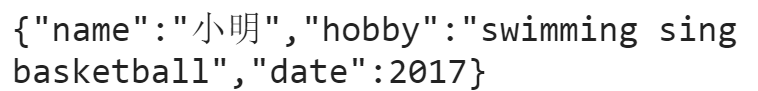 {"name":"小明","hobby":"swimming sing
basketball","date":2017}